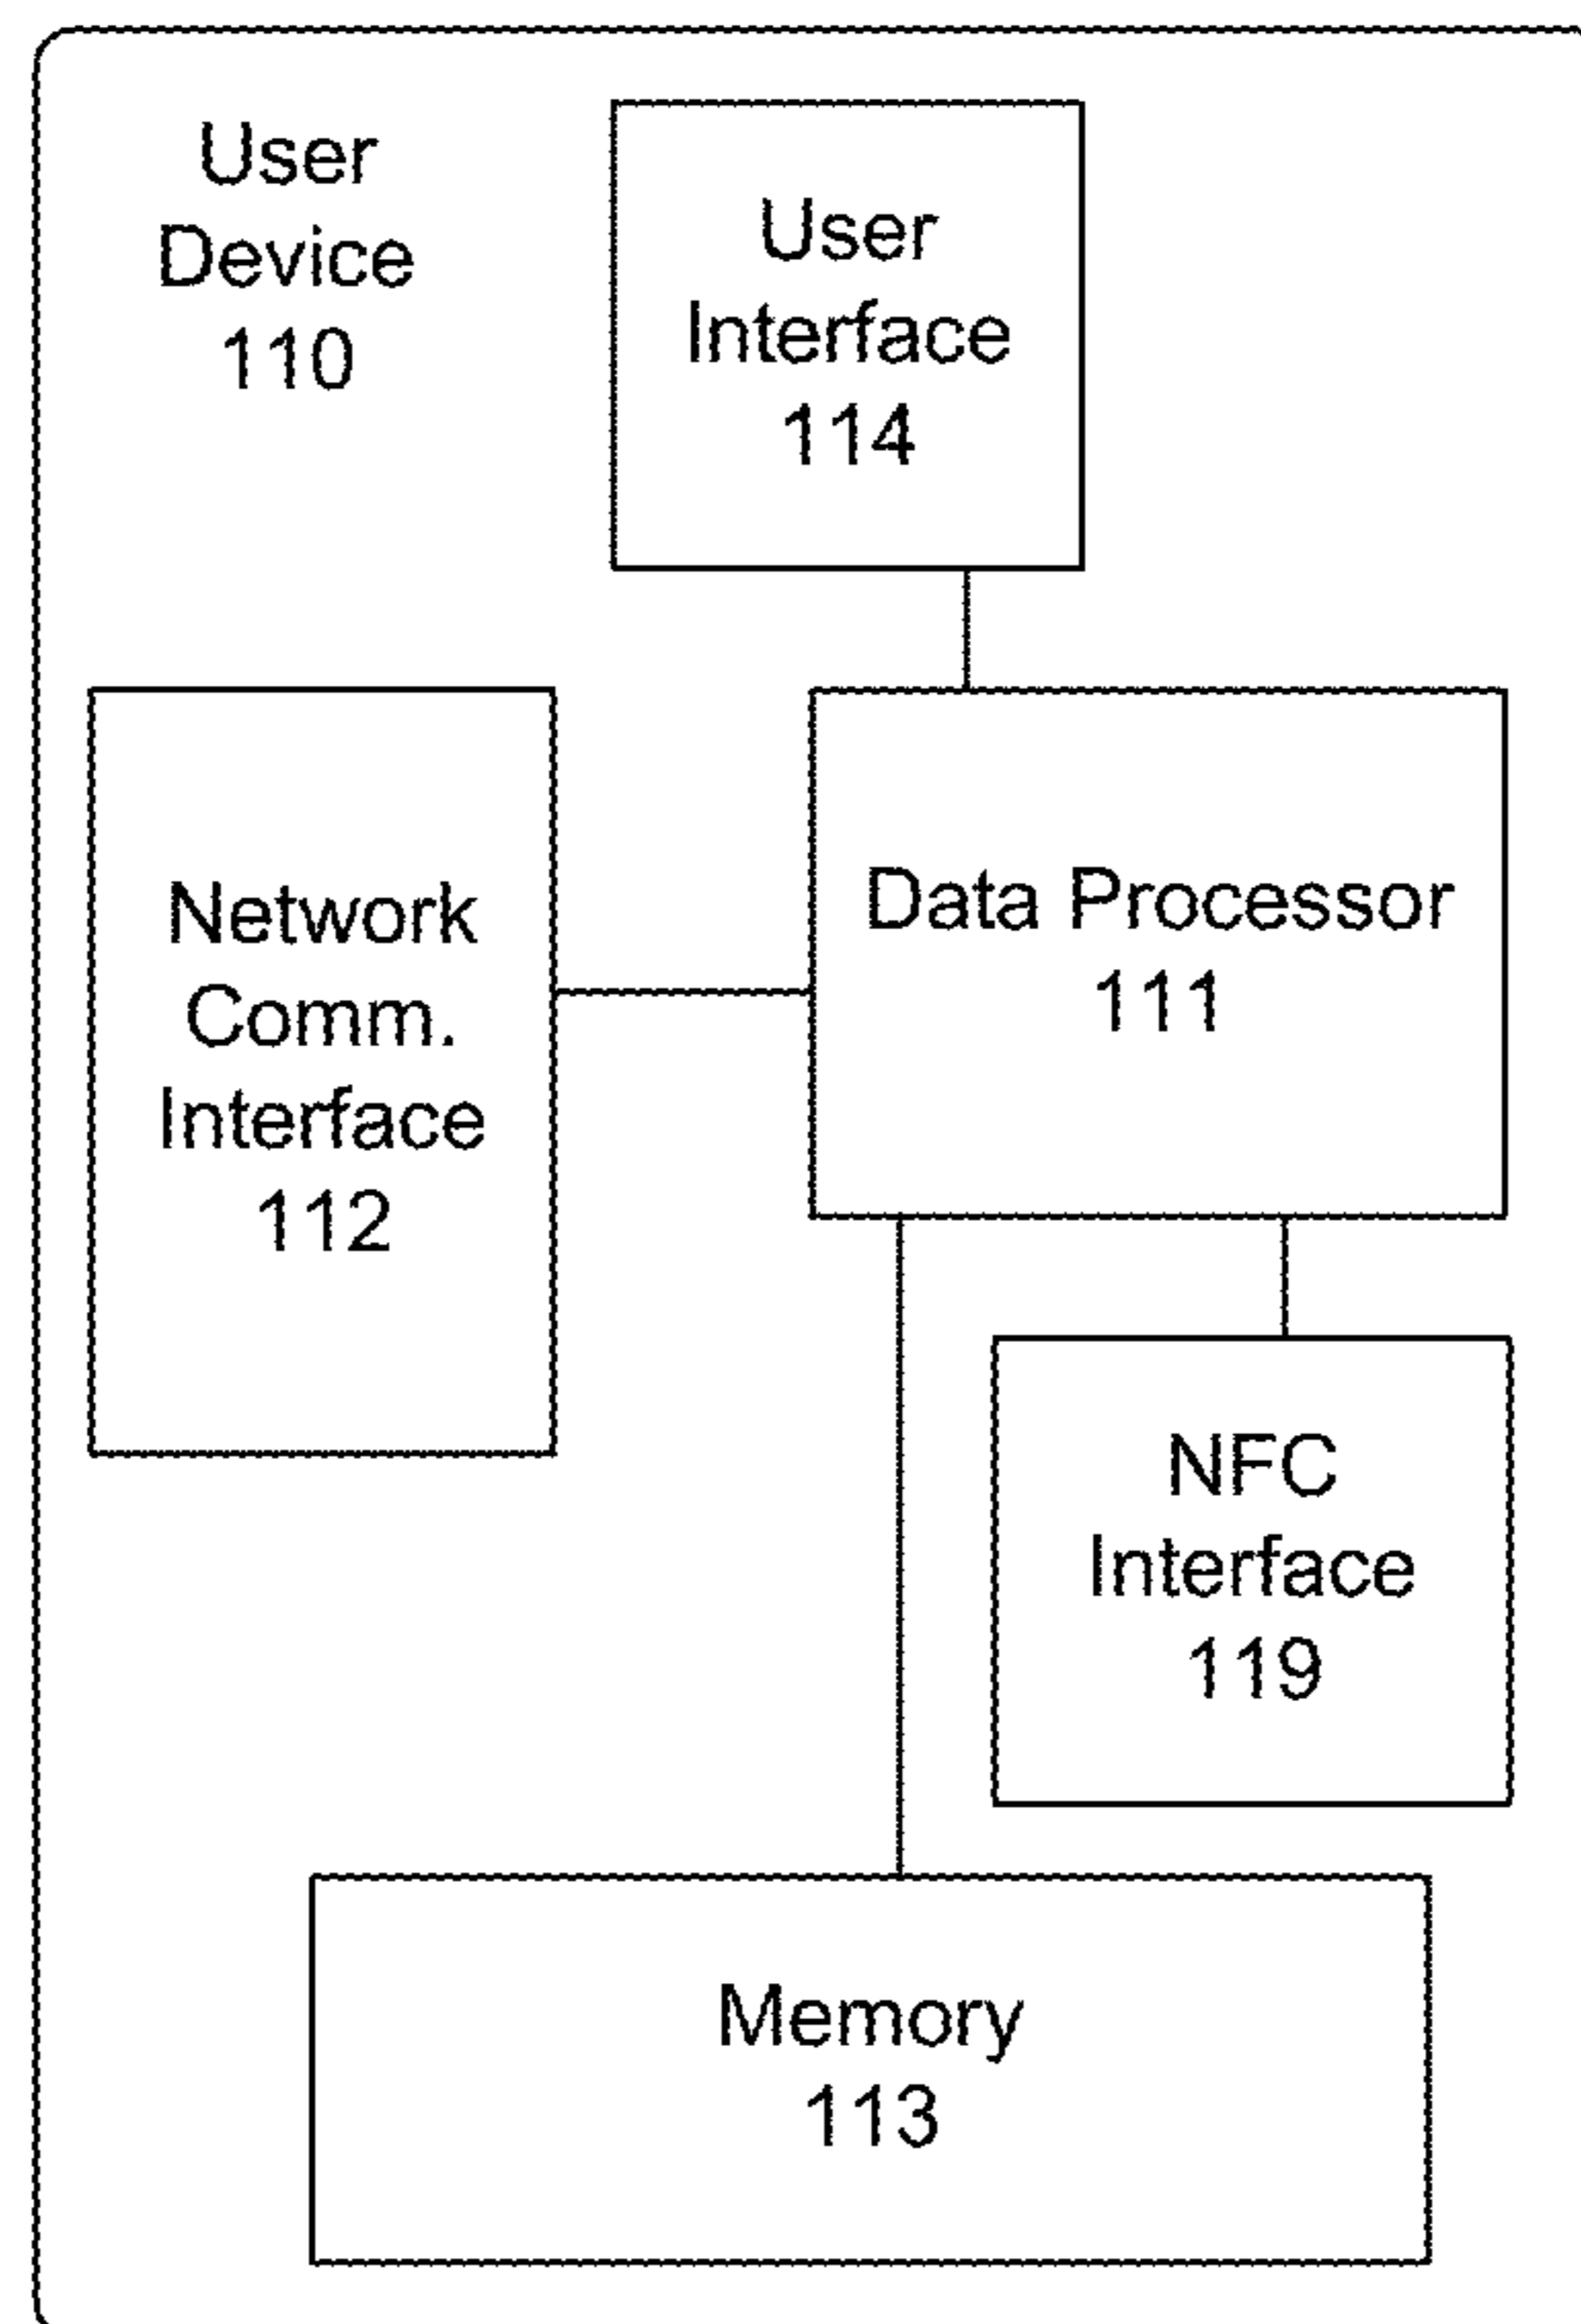 User
Device
110
User
Interface
114
Network
Comm.
Interface
112
Data Processor
111
NFC
Interface
119
Memory
113